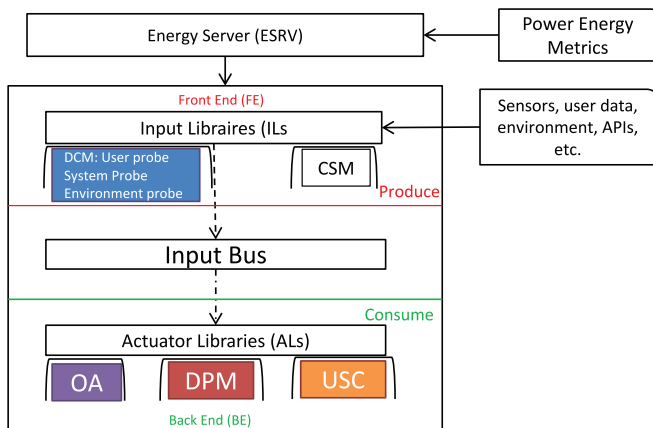 Energy Server (ESRV)
Power Energy
Metrics
Front End (FE)
Input Libraires (ILs
Sensors, user data,
environment, APIs,
etc.
DCM: User probe
System Probe
Environment probe
CSM
Produce
Input Bus
Consume
Actuator Libraries (ALs)
OA
DPM
USC
Back End (BE)